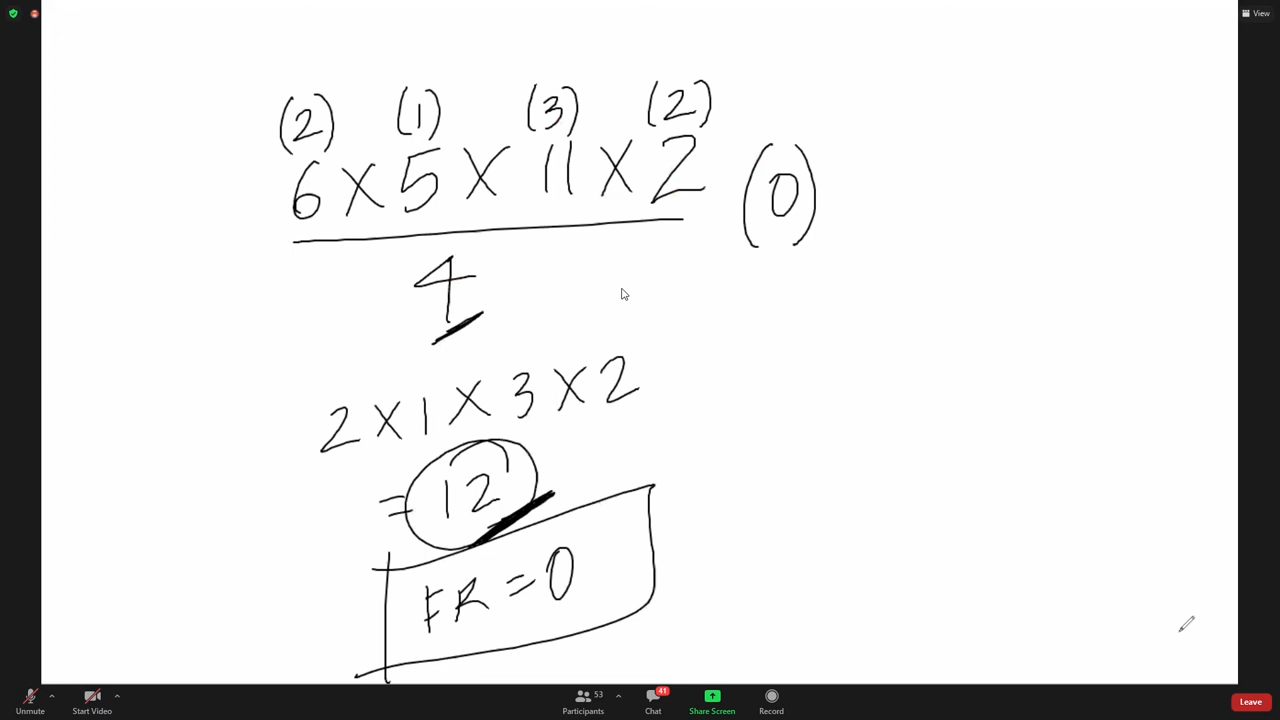 View
(2) (1) (3) (2)
6 x 5 x 11 x 2 (0)
4
2 x 1 x 3 x 2
= 12
FR = 0
Unmute Start Video 53 Participants 41 Chat Share Screen Record Leave